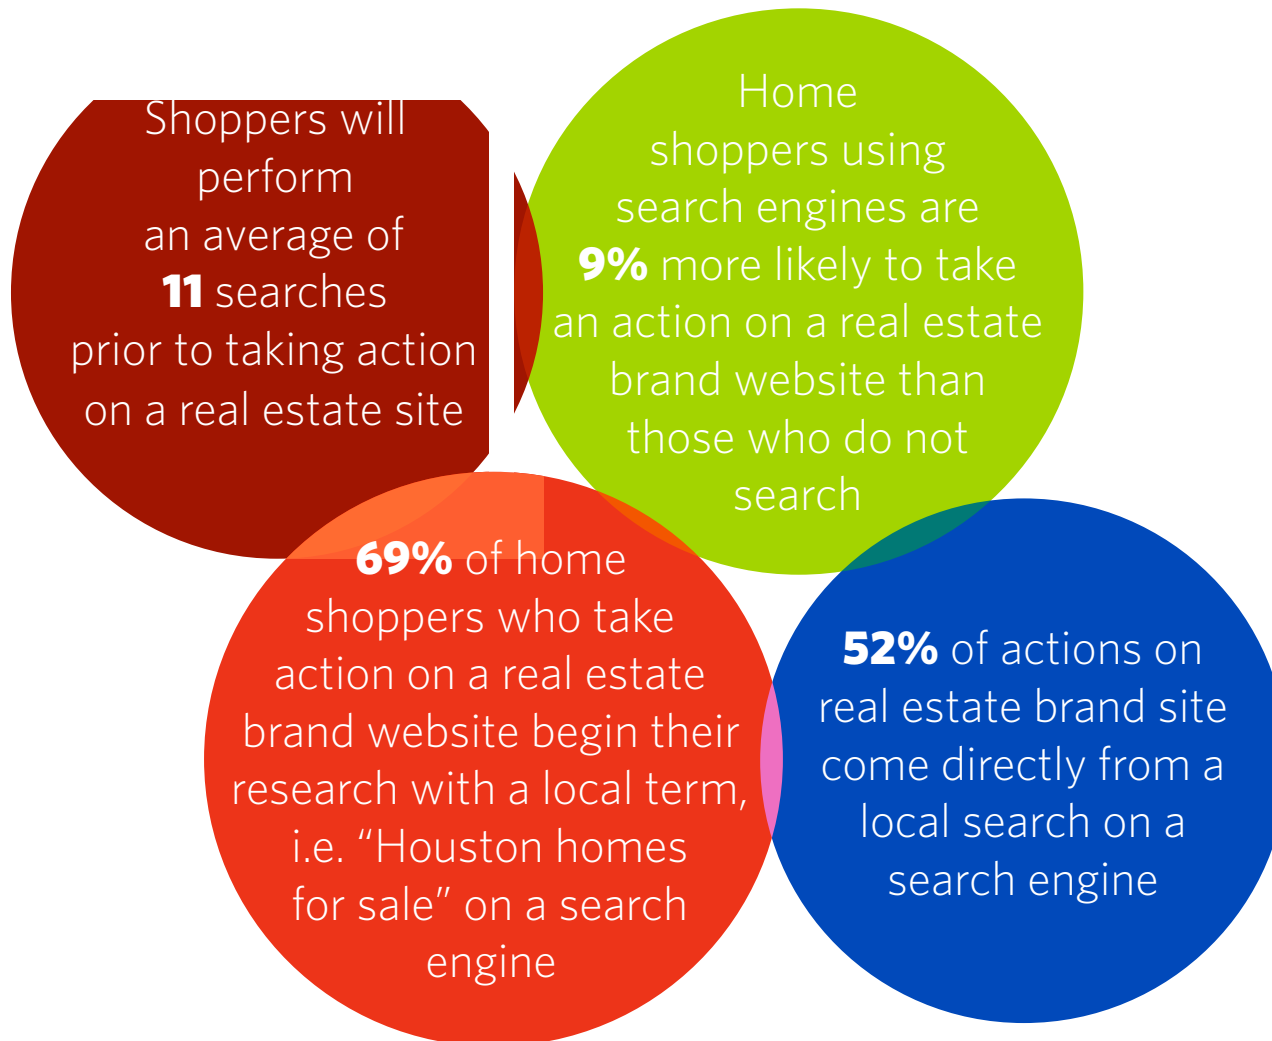 Shoppers will
perform
an average of
11 searches
prior to taking action
on a real estate site
Home
shoppers using
search engines are
9% more likely to take
an action on a real estate
brand website than
those who do not
search
69% of home
shoppers who take
action on a real estate
brand website begin their
research with a local term,
i.e. “Houston homes
for sale” on a search
engine
52% of actions on
real estate brand site
come directly from a
local search on a
search engine